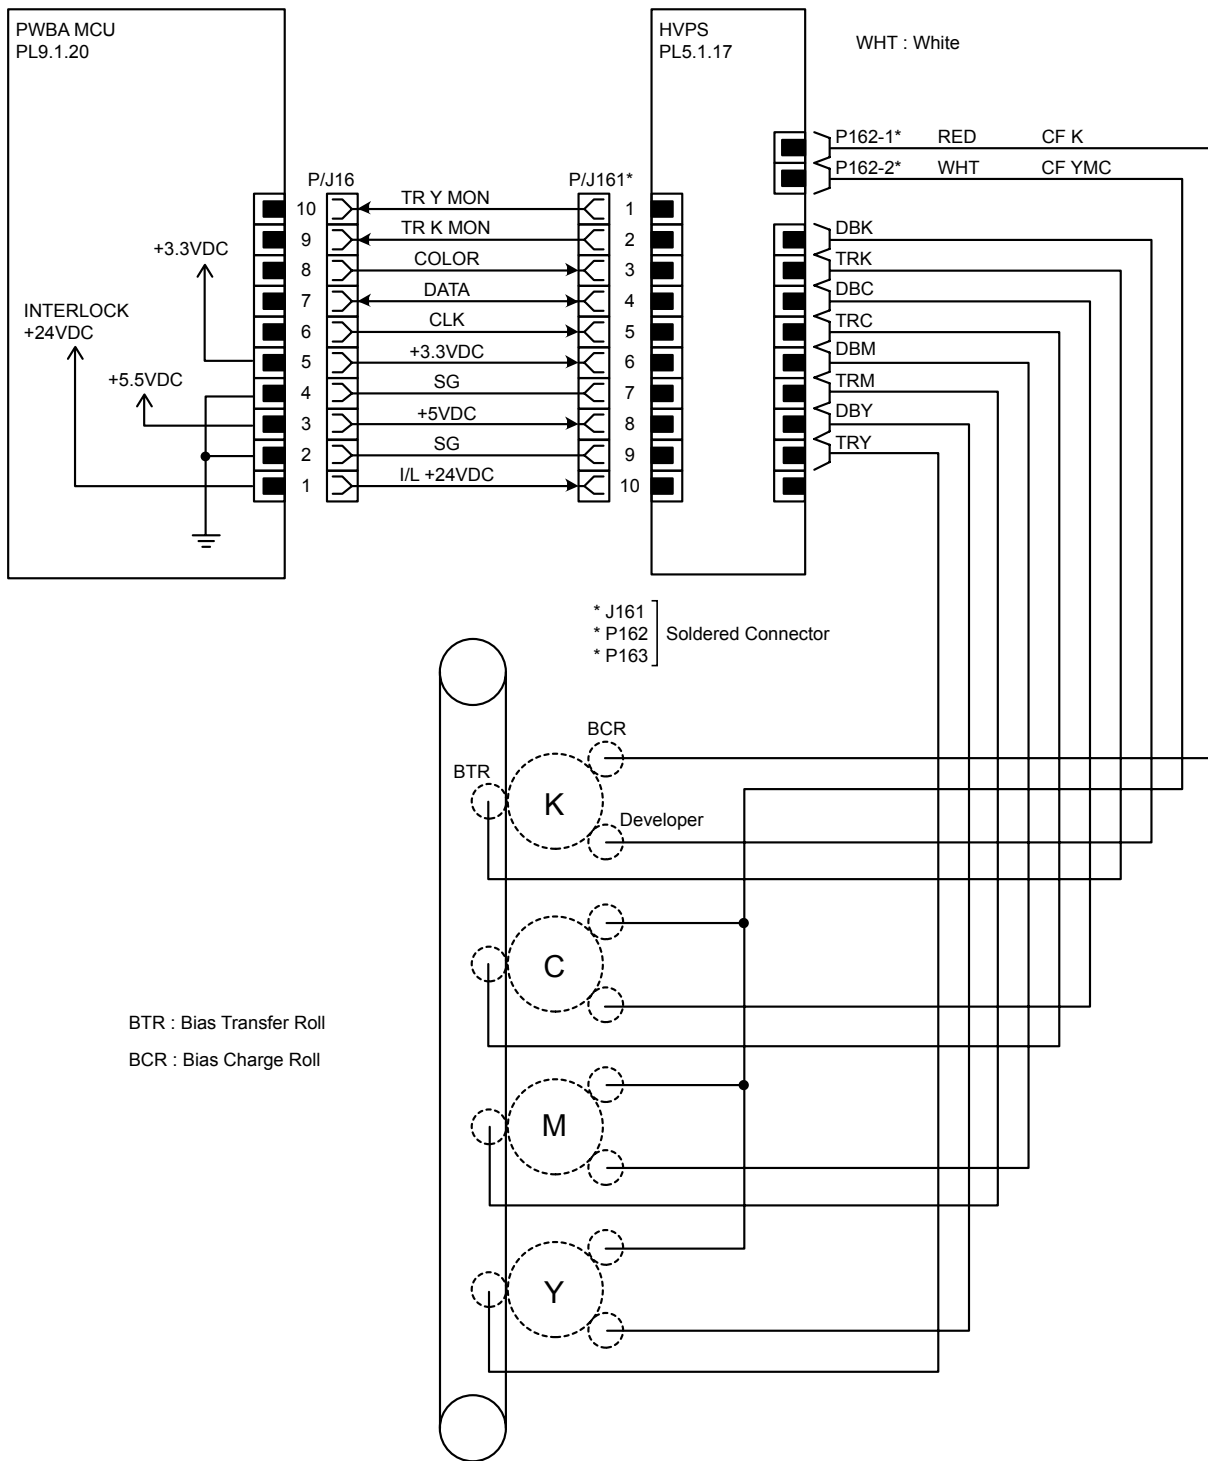 PWBA MCU
PL9.1.20
HVPS
PL5.1.17
WHT : White
P162-1* RED CF K
P162-2* WHT CF YMC
P/J16 P/J161*
10 TR Y MON 1
9 TR K MON 2
8 COLOR 3
7 DATA 4
6 CLK 5
5 +3.3VDC 6
4 SG 7
3 +5VDC 8
2 SG 9
1 I/L +24VDC 10
+3.3VDC
INTERLOCK
+24VDC
+5.5VDC
DBK
TRK
DBC
TRC
DBM
TRM
DBY
TRY
* J161
* P162
* P163
Soldered Connector
BCR
BTR
K
Developer
C
M
Y
BTR : Bias Transfer Roll
BCR : Bias Charge Roll